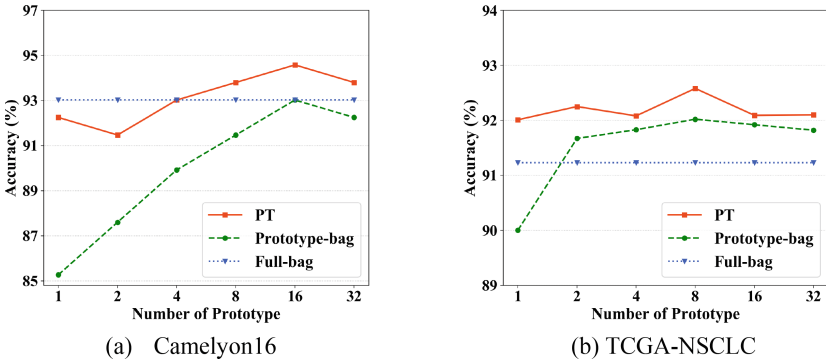 97
95
93
91
89
87
85
Accuracy (%)
PT
Prototype-bag
Full-bag
1 2 4 8 16 32
Number of Prototype
(a) Camelyon16
94
93
92
91
90
89
Accuracy (%)
PT
Prototype-bag
Full-bag
1 2 4 8 16 32
Number of Prototype
(b) TCGA-NSCLC